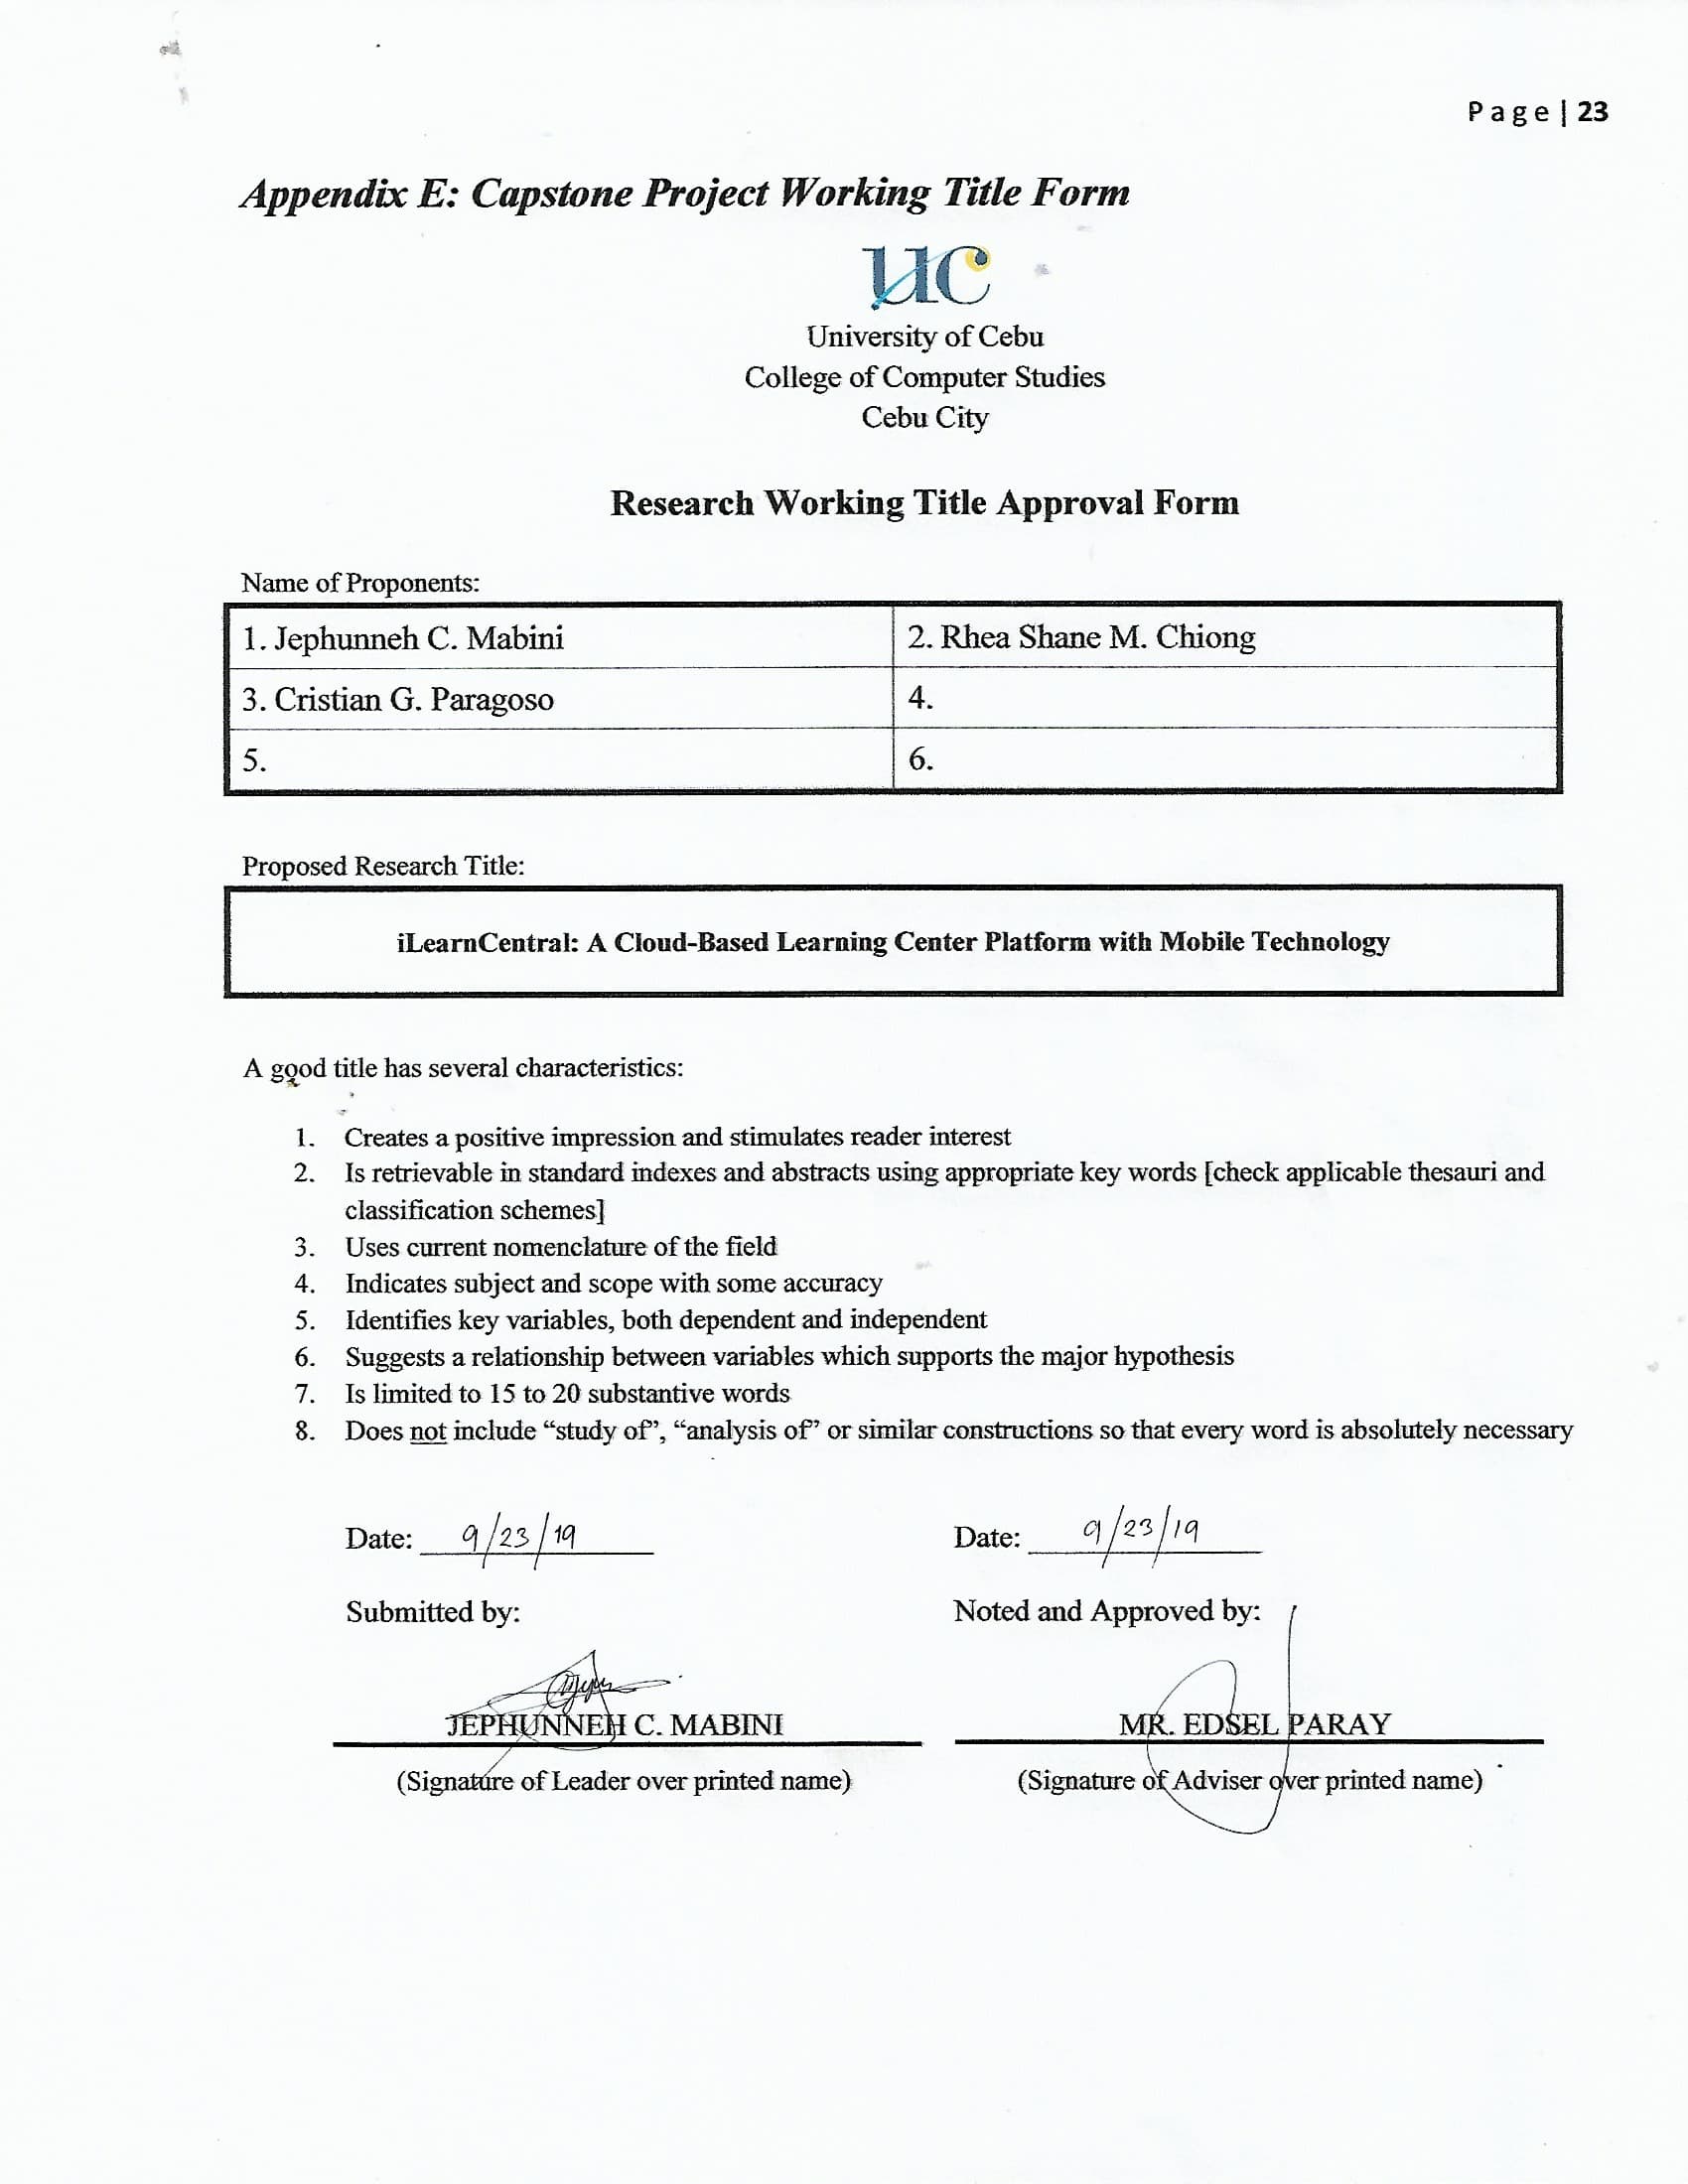 Page | 23
Appendix E: Capstone Project Working Title Form
uc
University of Cebu
College of Computer Studies
Cebu City
Research Working Title Approval Form
Name of Proponents:
1. Jephunneh C. Mabini
2. Rhea Shane M. Chiong
3. Cristian G. Paragoso
4.
5.
6.
Proposed Research Title:
iLearnCentral: A Cloud-Based Learning Center Platform with Mobile Technology
A good title has several characteristics:
1. Creates a positive impression and stimulates reader interest
2. Is retrievable in standard indexes and abstracts using appropriate key words [check applicable thesauri and
classification schemes]
3. Uses current nomenclature of the field
4. Indicates subject and scope with some accuracy
5. Identifies key variables, both dependent and independent
6. Suggests a relationship between variables which supports the major hypothesis
7. Is limited to 15 to 20 substantive words
8. Does not include “study of”, “analysis of” or similar constructions so that every word is absolutely necessary
Date: 9/23/19
Date: 9/23/19
Submitted by:
Noted and Approved by:
JEPHUNNEH C. MABINI
MR. EDSEL PARAY
(Signature of Leader over printed name)
(Signature of Adviser over printed name)